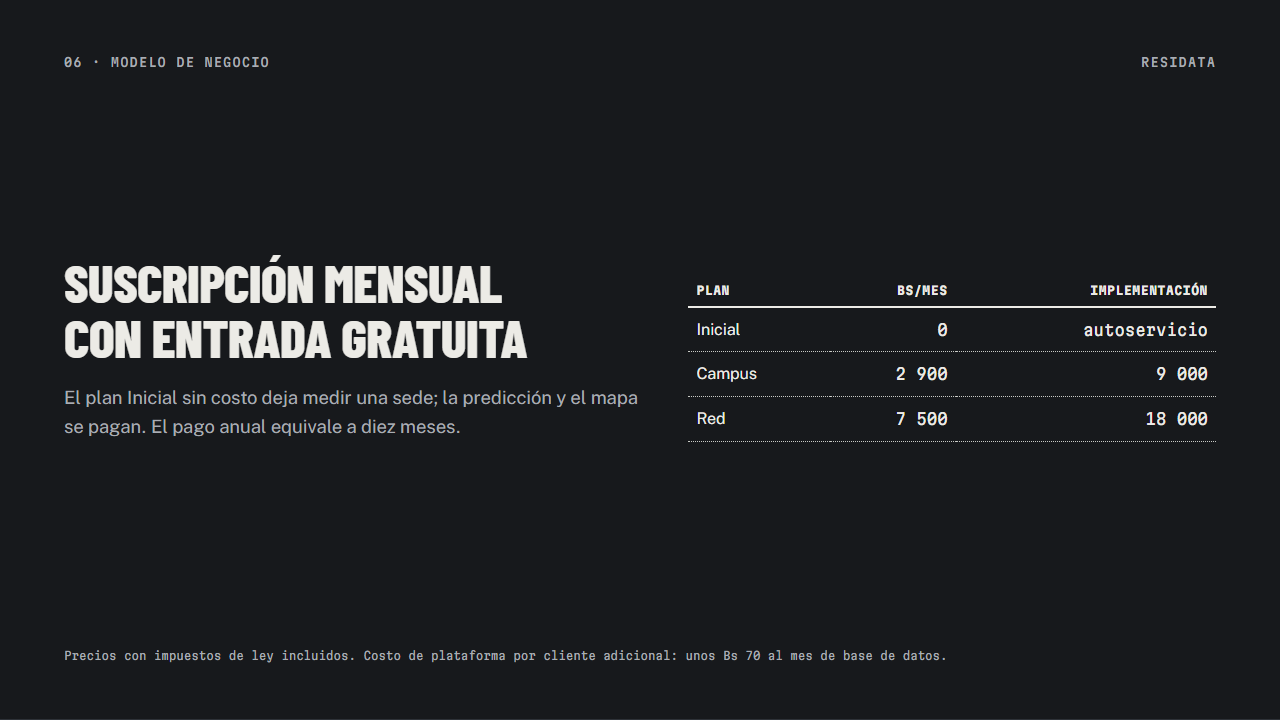 06 · MODELO DE NEGOCIO
RESIDATA
SUSCRIPCIÓN MENSUAL
CON ENTRADA GRATUITA
El plan Inicial sin costo deja medir una sede; la predicción y el mapa
se pagan. El pago anual equivale a diez meses.
PLAN BS/MES IMPLEMENTACIÓN
Inicial 0 autoservicio
Campus 2 900 9 000
Red 7 500 18 000
Precios con impuestos de ley incluidos. Costo de plataforma por cliente adicional: unos Bs 70 al mes de base de datos.